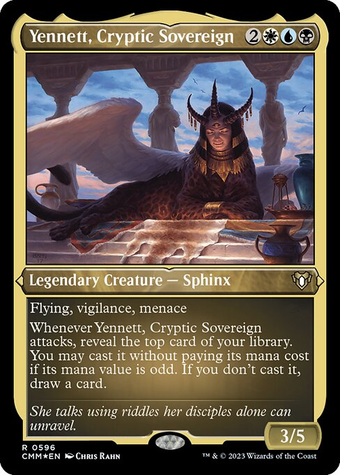 Yennett, Cryptic Sovereign 2
Legendary Creature — Sphinx
Flying, vigilance, menace
Whenever Yennett, Cryptic Sovereign
attacks, reveal the top card of your library.
You may cast it without paying its mana cost
if its mana value is odd. If you don't cast it,
draw a card.
She talks using riddles her disciples alone can
unravel.
3/5
R 0596
CMM★EN Chris Rahn
™ & © 2023 Wizards of the Coast